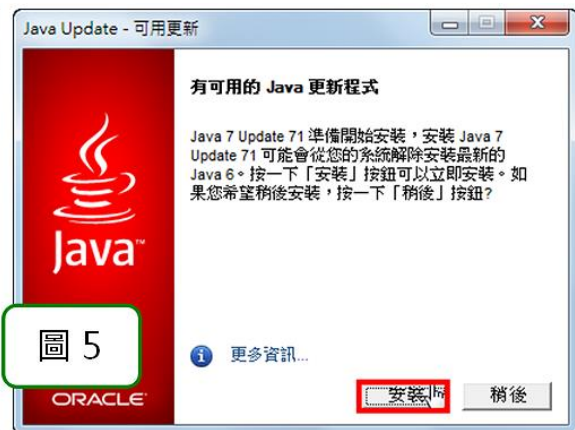 Java Update - 可用更新
有可用的 Java 更新程式
Java 7 Update 71 準備開始安裝，安裝 Java 7
Update 71 可能會從您的系統解除安裝最新的
Java 6。按一下「安裝」按鈕可以立即安裝。如
果您希望稍後安裝，按一下「稍後」按鈕?
Java™
圖 5
更多資訊...
ORACLE
安裝
稍後